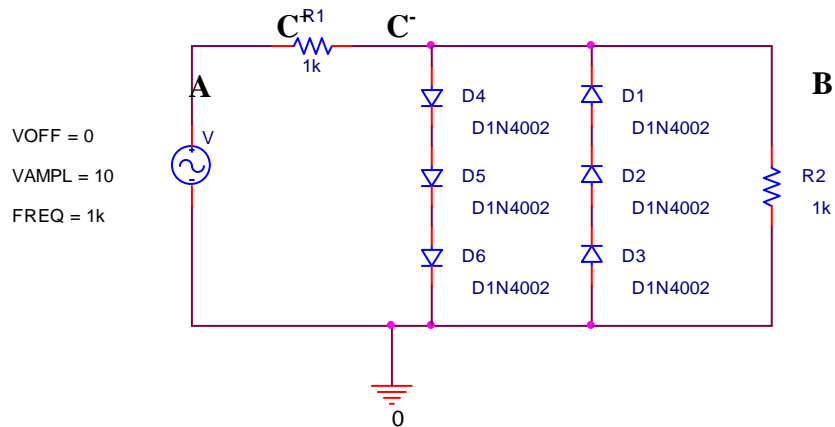 C+ R1 C-
1k
A
B
V
VOFF = 0
VAMPL = 10
FREQ = 1k
D4
D1N4002
D1
D1N4002
D5
D1N4002
D2
D1N4002
R2
1k
D6
D1N4002
D3
D1N4002
0